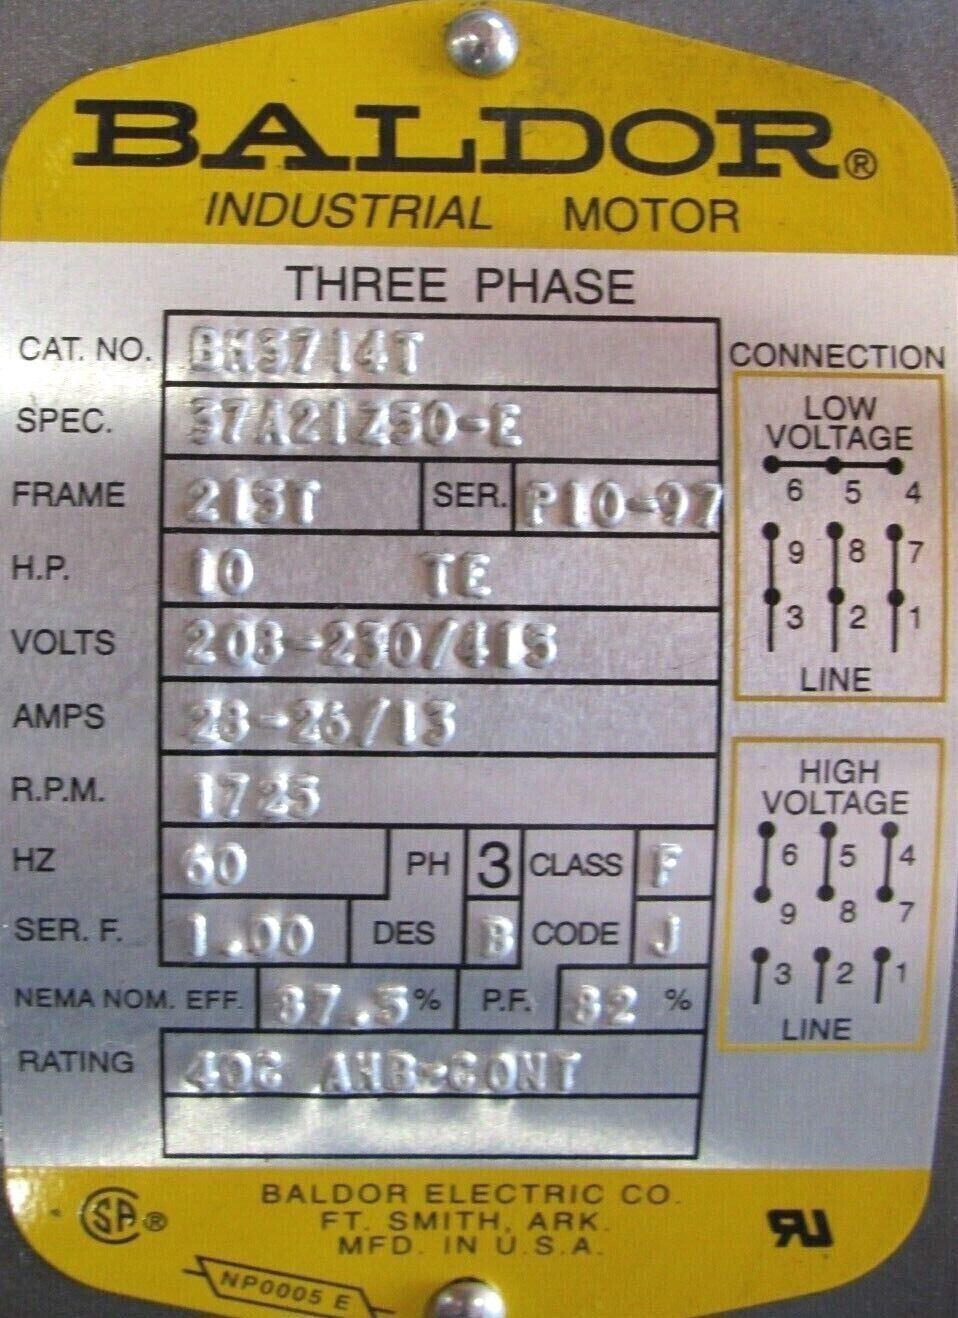 BALDOR®
INDUSTRIAL MOTOR
THREE PHASE
CAT. NO. BM3714T
SPEC. 37A21Z50-E
FRAME 215T SER. P10-97
H.P. 10 TE
VOLTS 208-230/415
AMPS 28-26/13
R.P.M. 1725
HZ 60 PH 3 CLASS F
SER. F. 1.00 DES B CODE J
NEMA NOM. EFF. 87.5% P.F. 82 %
RATING 40C AMB-CONT
CONNECTION
LOW
VOLTAGE
6 5 4
9 8 7
3 2 1
LINE
HIGH
VOLTAGE
6 5 4
9 8 7
3 2 1
LINE
SA ®
BALDOR ELECTRIC CO.
FT. SMITH, ARK.
MFD. IN U.S.A.
RU
NP0005 E